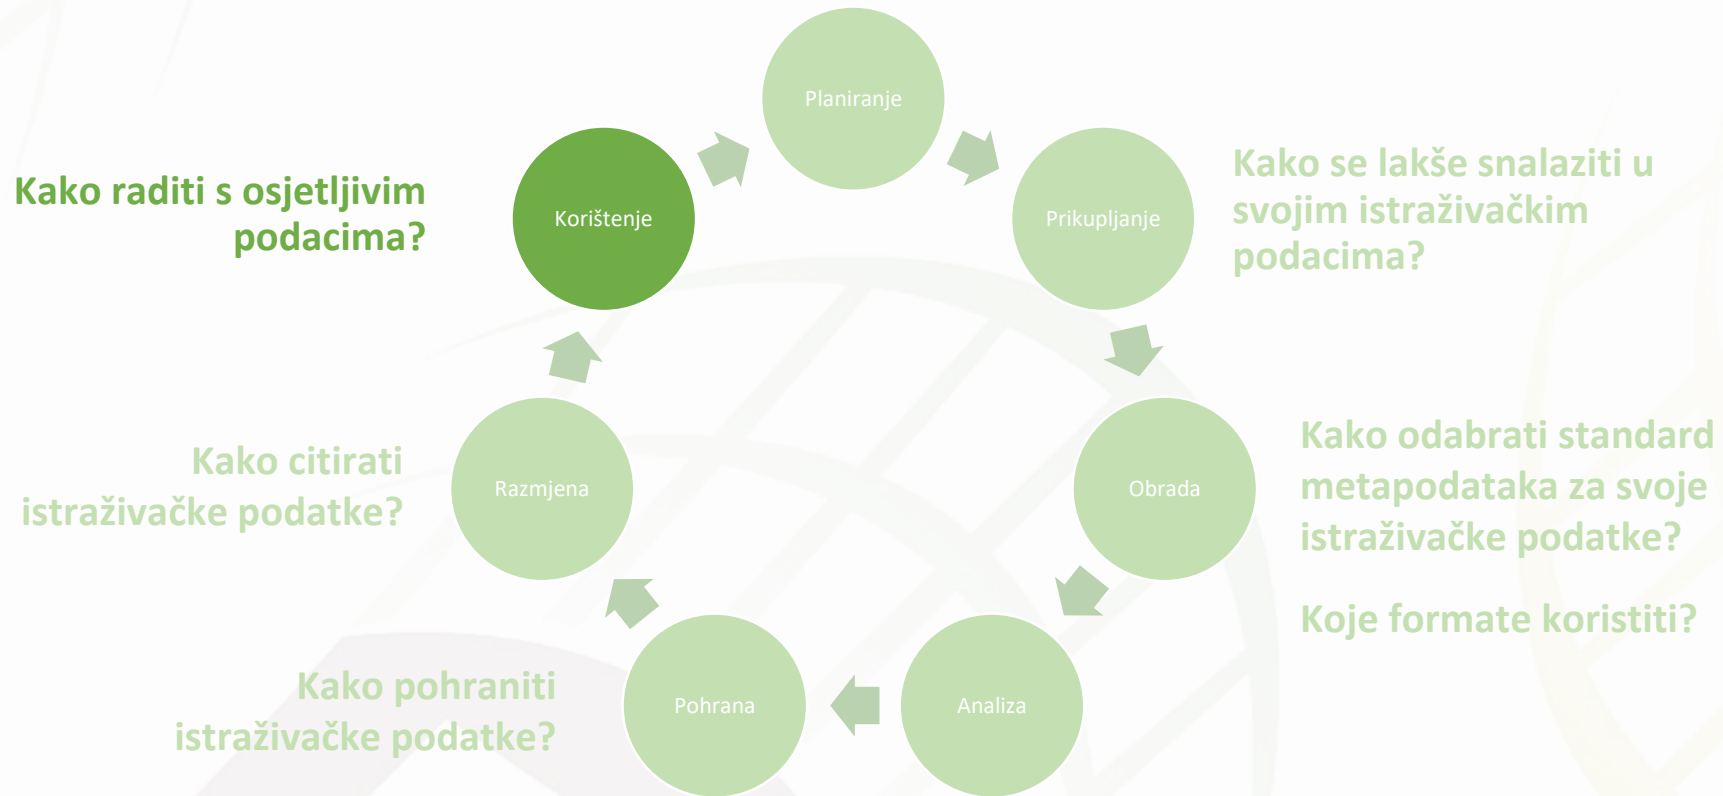 Planiranje
Kako raditi s osjetljivim
podacima?
Korištenje
Prikupljanje
Kako se lakše snalaziti u
svojim istraživačkim
podacima?
Kako citirati
istraživačke podatke?
Razmjena
Obrada
Kako odabrati standard
metapodataka za svoje
istraživačke podatke?
Koje formate koristiti?
Kako pohraniti
istraživačke podatke?
Pohrana
Analiza